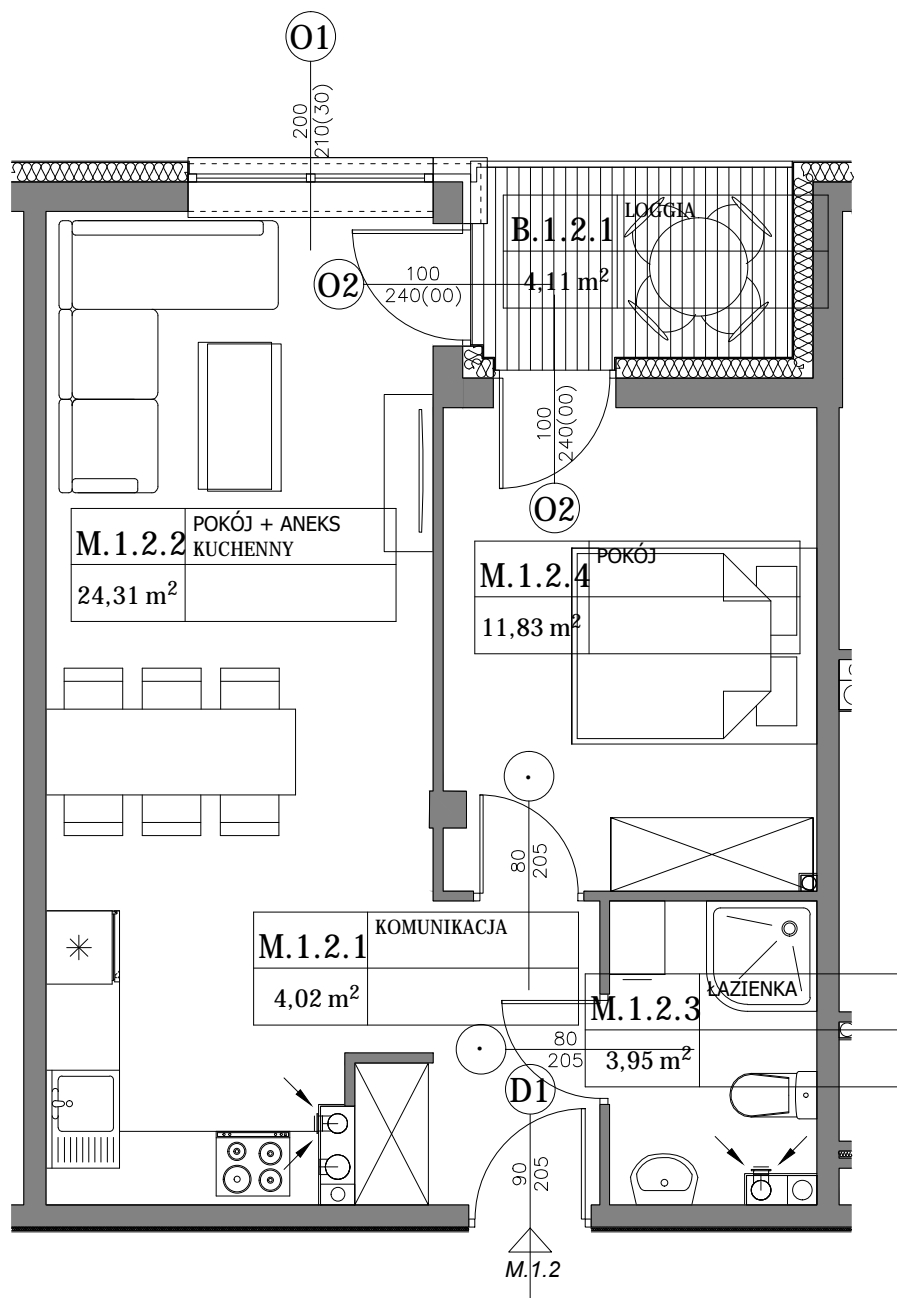 O1
200
210(30)
B.1.2.1
LOGGIA
4,11 m²
O2
100
240(00)
100
240(00)
O2
M.1.2.2
POKÓJ + ANEKS
KUCHENNY
24,31 m²
M.1.2.4
POKÓJ
11,83 m²
80
205
M.1.2.1
KOMUNIKACJA
4,02 m²
M.1.2.3
ŁAZIENKA
3,95 m²
80
205
D1
90
205
M.1.2